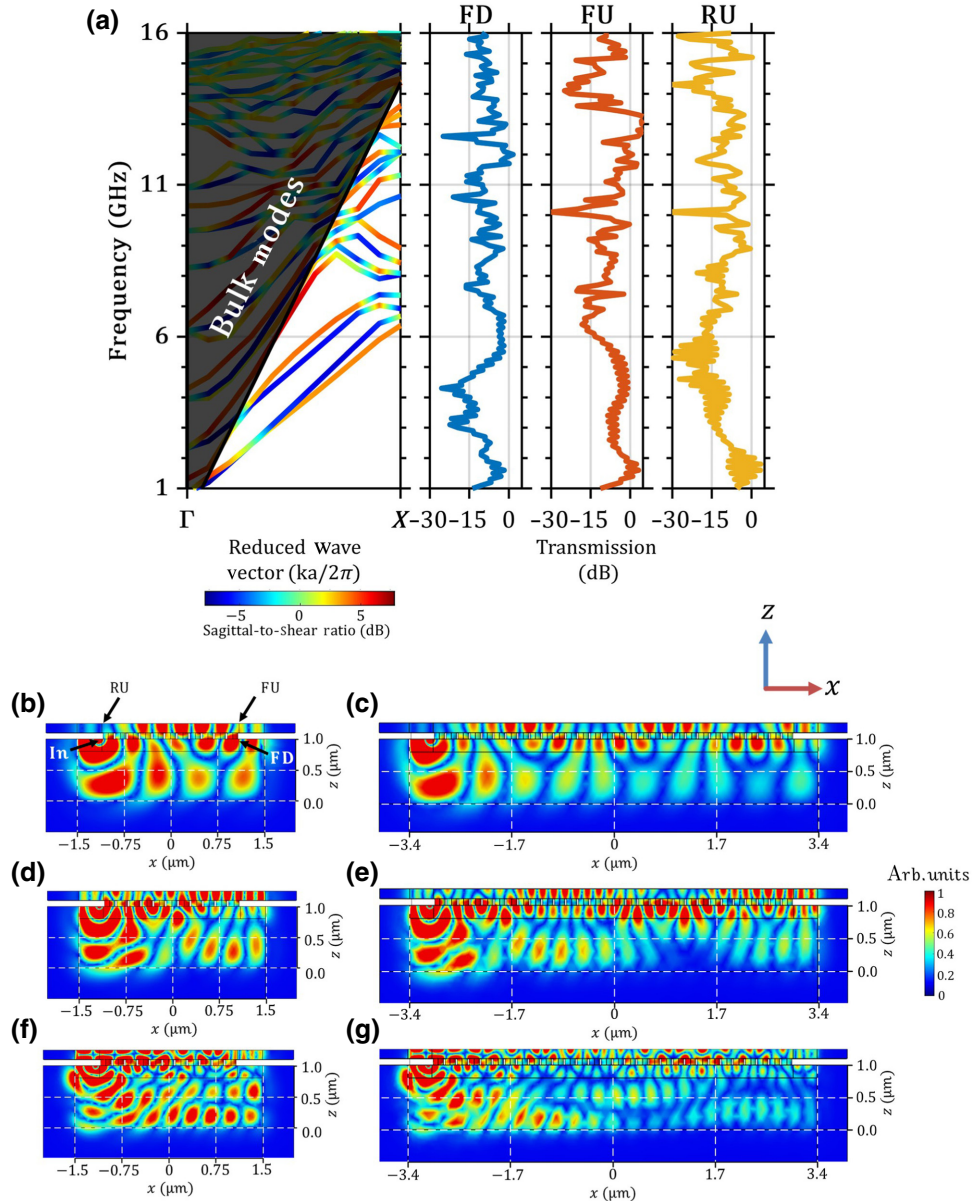 (a)
FD FU RU
16
11
6
1
Frequency (GHz)
Bulk modes
Γ X -30 -15 0 -30 -15 0 -30 -15 0
Reduced wave
vector (ka/2π)
Transmission
(dB)
−5 0 5
Sagittal-to-shear ratio (dB)
z
x
(b) RU FU (c)
In FD
1.0
0.5
0.0
z (μm)
1.0
0.5
0.0
z (μm)
−1.5 −0.75 0 0.75 1.5
x (μm)
−3.4 −1.7 0 1.7 3.4
x (μm)
(d) (e)
1.0
0.5
0.0
z (μm)
1.0
0.5
0.0
z (μm)
−1.5 −0.75 0 0.75 1.5
x (μm)
−3.4 −1.7 0 1.7 3.4
x (μm)
Arb.units
1
0.8
0.6
0.4
0.2
0
(f) (g)
1.0
0.5
0.0
z (μm)
1.0
0.5
0.0
z (μm)
−1.5 −0.75 0 0.75 1.5
x (μm)
−3.4 −1.7 0 1.7 3.4
x (μm)